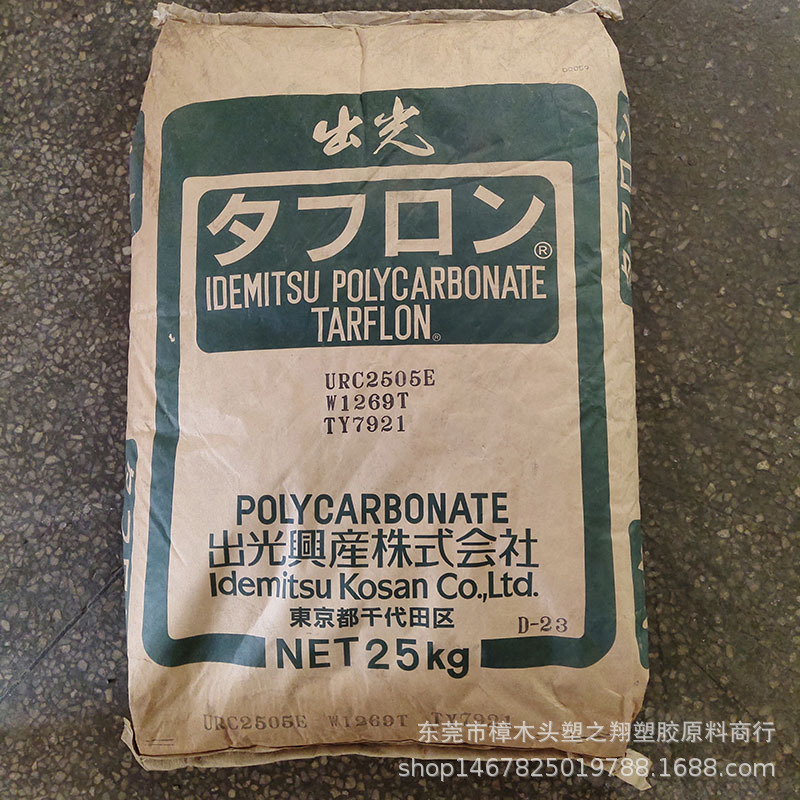 00059
出光
タフロン®
IDEMITSU POLYCARBONATE
TARFLON®
URC2505E
W1269T
TY7921
POLYCARBONATE
出光興産株式会社
Idemitsu Kosan Co.,Ltd.
東京都千代田区
D-23
NET 25kg
URC2505E W1269T TY7921
东莞市樟木头塑之翔塑胶原料商行
shop1467825019788.1688.com